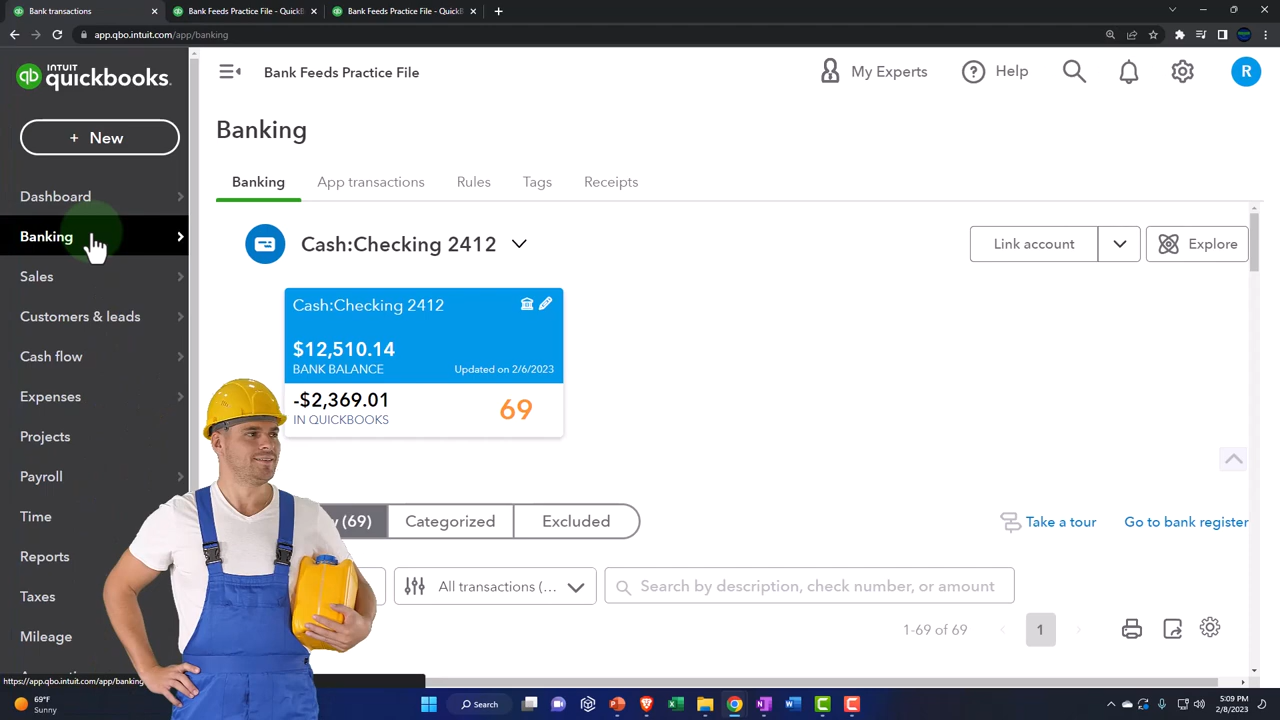 Banking transactions
QuickBooks Bank Feeds Practice File -
QuickBooks Bank Feeds Practice File -
app.qbo.intuit.com/app/banking
INTUIT
quickbooks.
Bank Feeds Practice File
My Experts
Help
R
+ New
Banking
Dashboard
Banking
App transactions
Rules
Tags
Receipts
Banking
Cash:Checking 2412
Link account
Explore
Sales
Customers & leads
Cash:Checking 2412
$12,510.14
BANK BALANCE
Updated on 2/6/2023
-$2,369.01
IN QUICKBOOKS
69
Cash flow
Expenses
Projects
Payroll
Time
Reports
Taxes
Mileage
(69)
Categorized
Excluded
Take a tour
Go to bank register
All transactions (...
Search by description, check number, or amount
1-69 of 69
1
https://app.qbo.intuit.com/app/banking
69°F
Sunny
Search
5:09 PM
2/8/2023